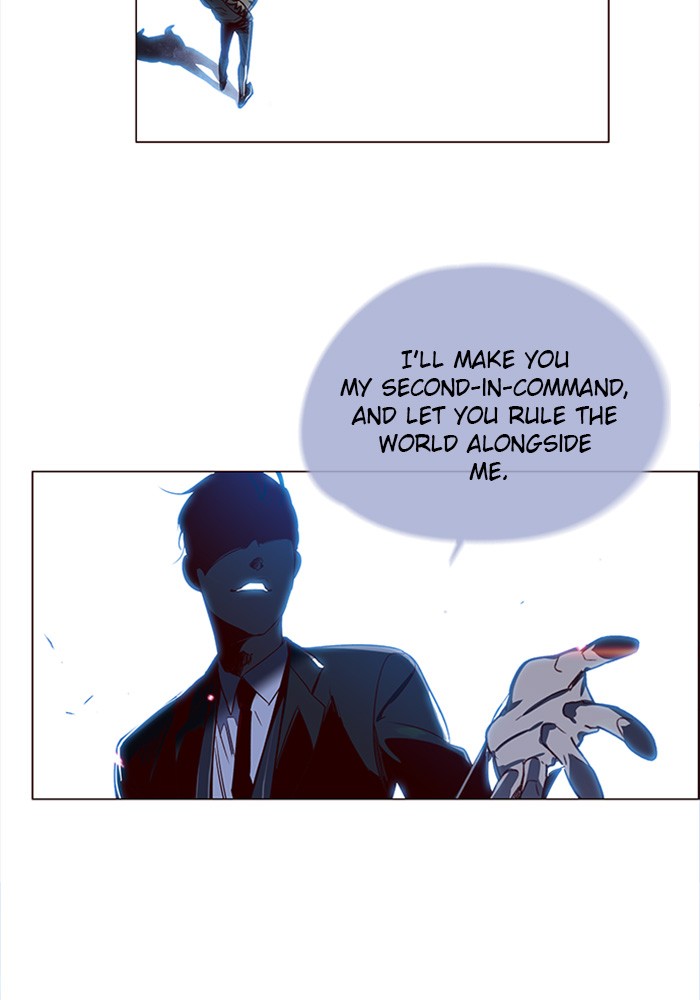 I'LL MAKE YOU
MY SECOND-IN-COMMAND,
AND LET YOU RULE THE
WORLD ALONGSIDE
ME.